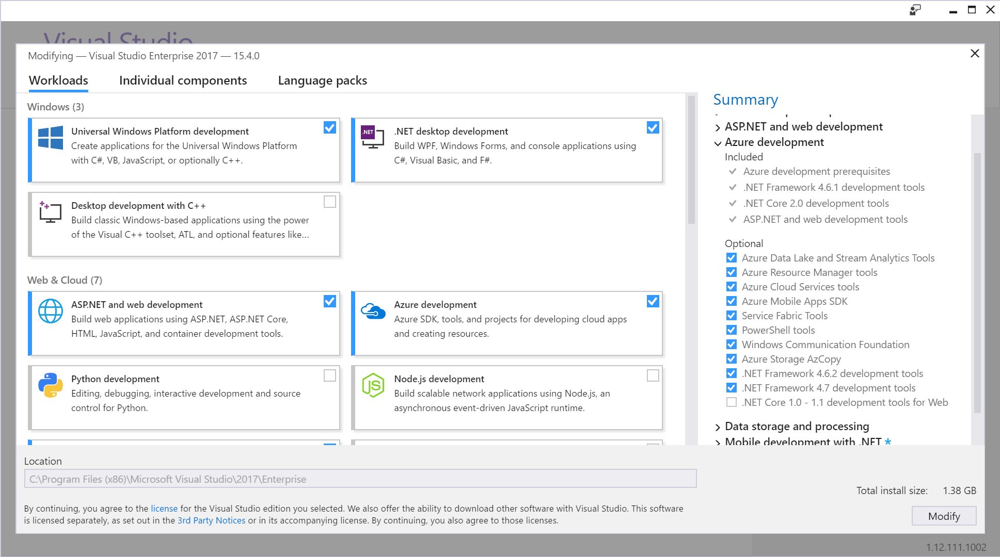 Visual Studio
Modifying — Visual Studio Enterprise 2017 — 15.4.0
Workloads
Individual components
Language packs
Windows (3)
Universal Windows Platform development
Create applications for the Universal Windows Platform
with C#, VB, JavaScript, or optionally C++.
.NET
.NET desktop development
Build WPF, Windows Forms, and console applications using
C#, Visual Basic, and F#.
Desktop development with C++
Build classic Windows-based applications using the power
of the Visual C++ toolset, ATL, and optional features like...
Web & Cloud (7)
ASP.NET and web development
Build web applications using ASP.NET, ASP.NET Core,
HTML, JavaScript, and container development tools.
Azure development
Azure SDK, tools, and projects for developing cloud apps
and creating resources.
Python development
Editing, debugging, interactive development and source
control for Python.
JS
Node.js development
Build scalable network applications using Node.js, an
asynchronous event-driven JavaScript runtime.
Summary
ASP.NET and web development
Azure development
Included
Azure development prerequisites
.NET Framework 4.6.1 development tools
.NET Core 2.0 development tools
ASP.NET and web development tools
Optional
Azure Data Lake and Stream Analytics Tools
Azure Resource Manager tools
Azure Cloud Services tools
Azure Mobile Apps SDK
Service Fabric Tools
PowerShell tools
Windows Communication Foundation
Azure Storage AzCopy
.NET Framework 4.6.2 development tools
.NET Framework 4.7 development tools
.NET Core 1.0 - 1.1 development tools for Web
Data storage and processing
Mobile development with .NET *
Location
C:\Program Files (x86)\Microsoft Visual Studio\2017\Enterprise
By continuing, you agree to the license for the Visual Studio edition you selected. We also offer the ability to download other software with Visual Studio. This software
is licensed separately, as set out in the 3rd Party Notices or in its accompanying license. By continuing, you also agree to those licenses.
Total install size: 1.38 GB
Modify
1.12.111.1002